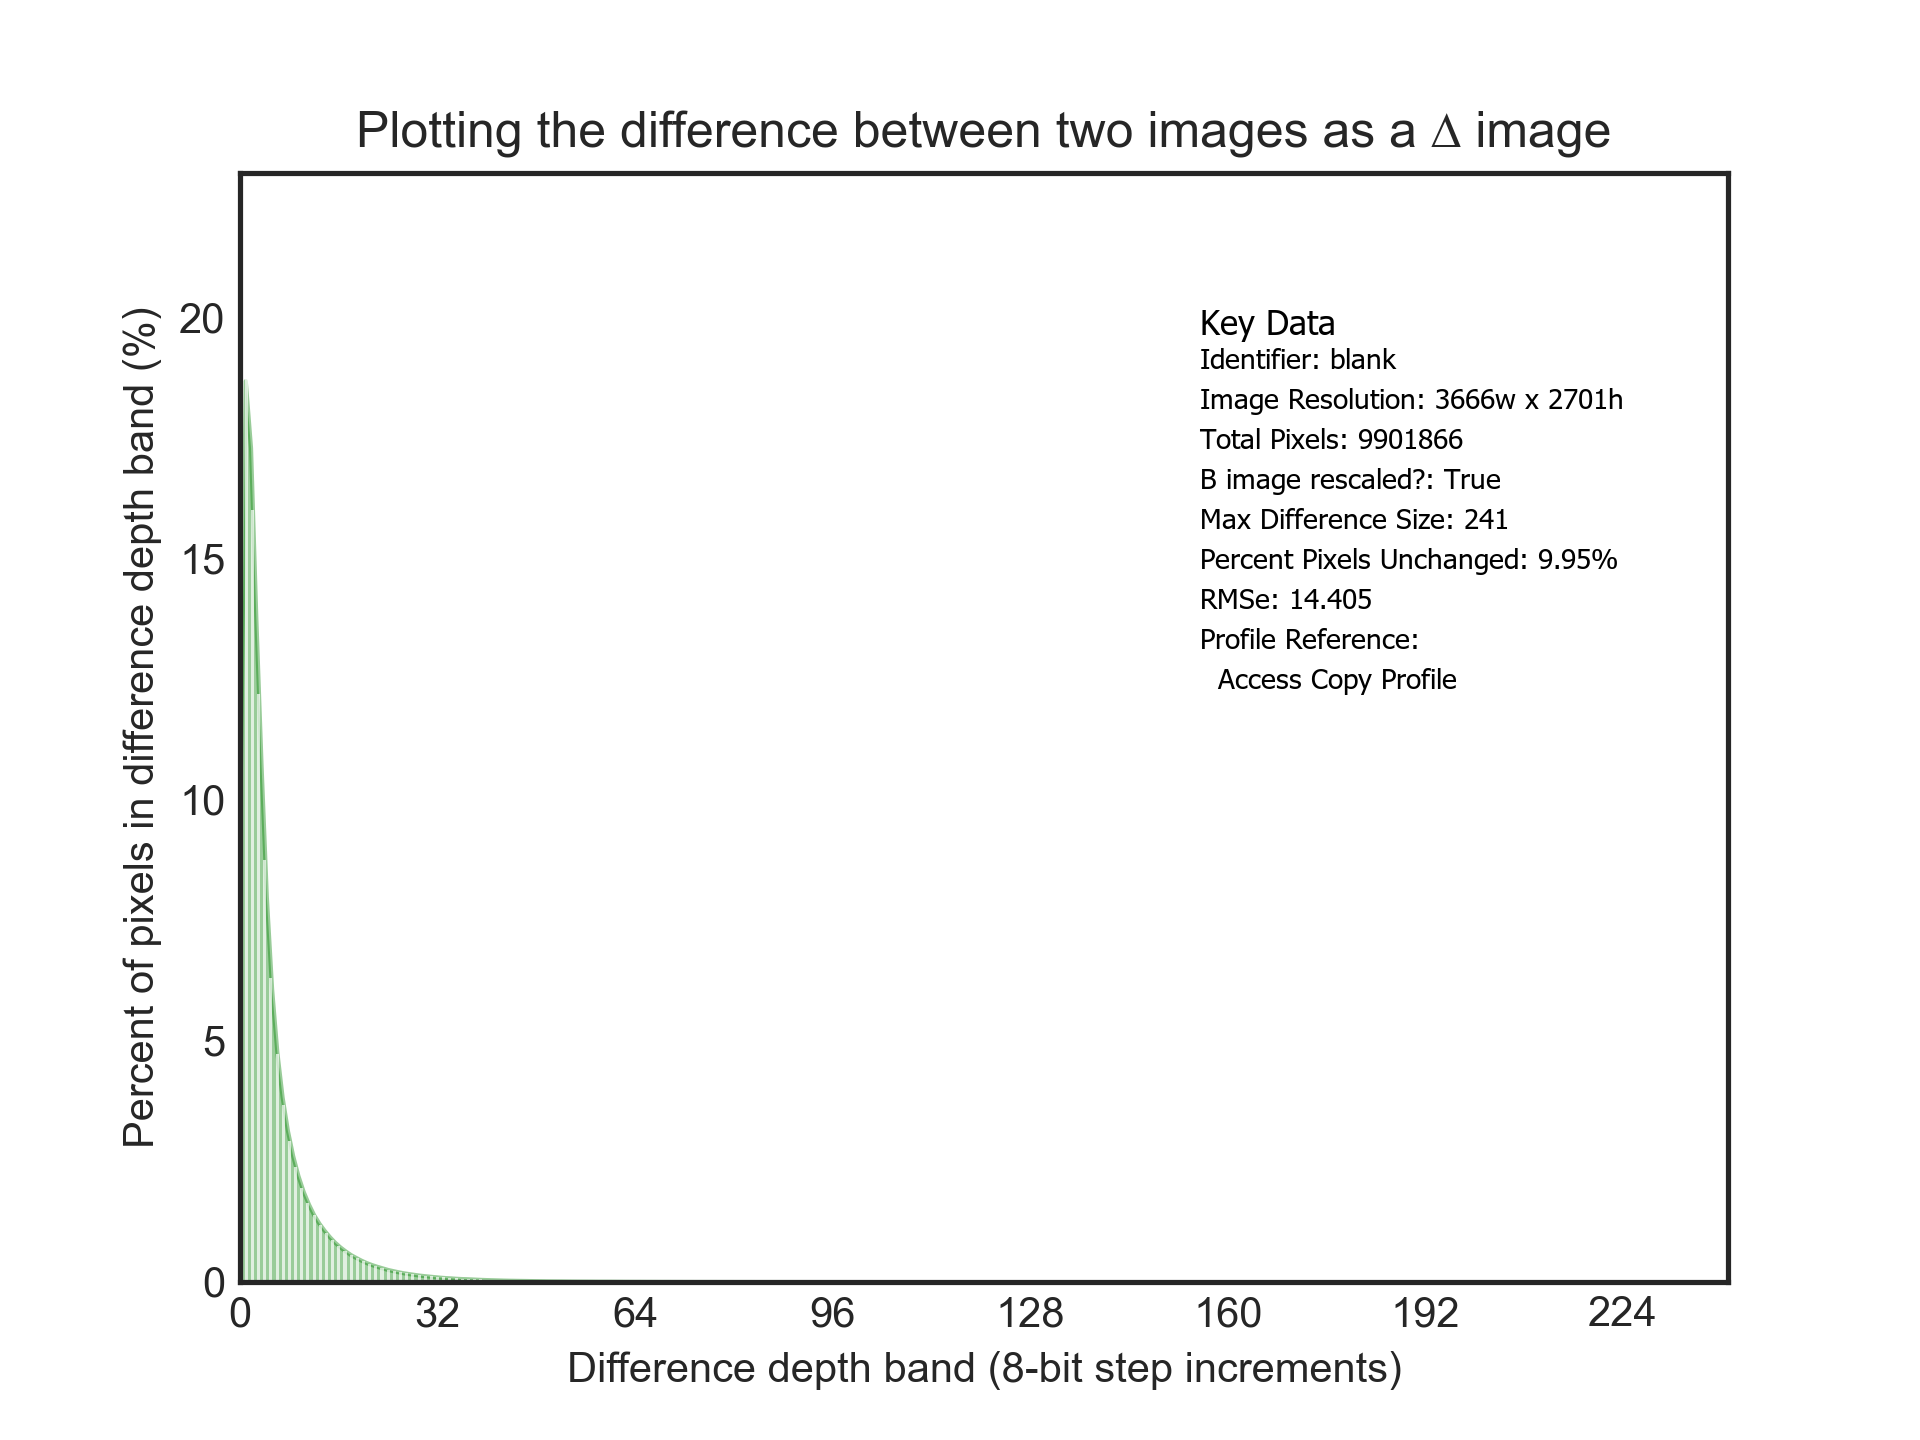 Plotting the difference between two images as a Δ image
Percent of pixels in difference depth band (%)
20
15
10
5
0
Key Data
Identifier: blank
Image Resolution: 3666w x 2701h
Total Pixels: 9901866
B image rescaled?: True
Max Difference Size: 241
Percent Pixels Unchanged: 9.95%
RMSe: 14.405
Profile Reference:
Access Copy Profile
0 32 64 96 128 160 192 224
Difference depth band (8-bit step increments)